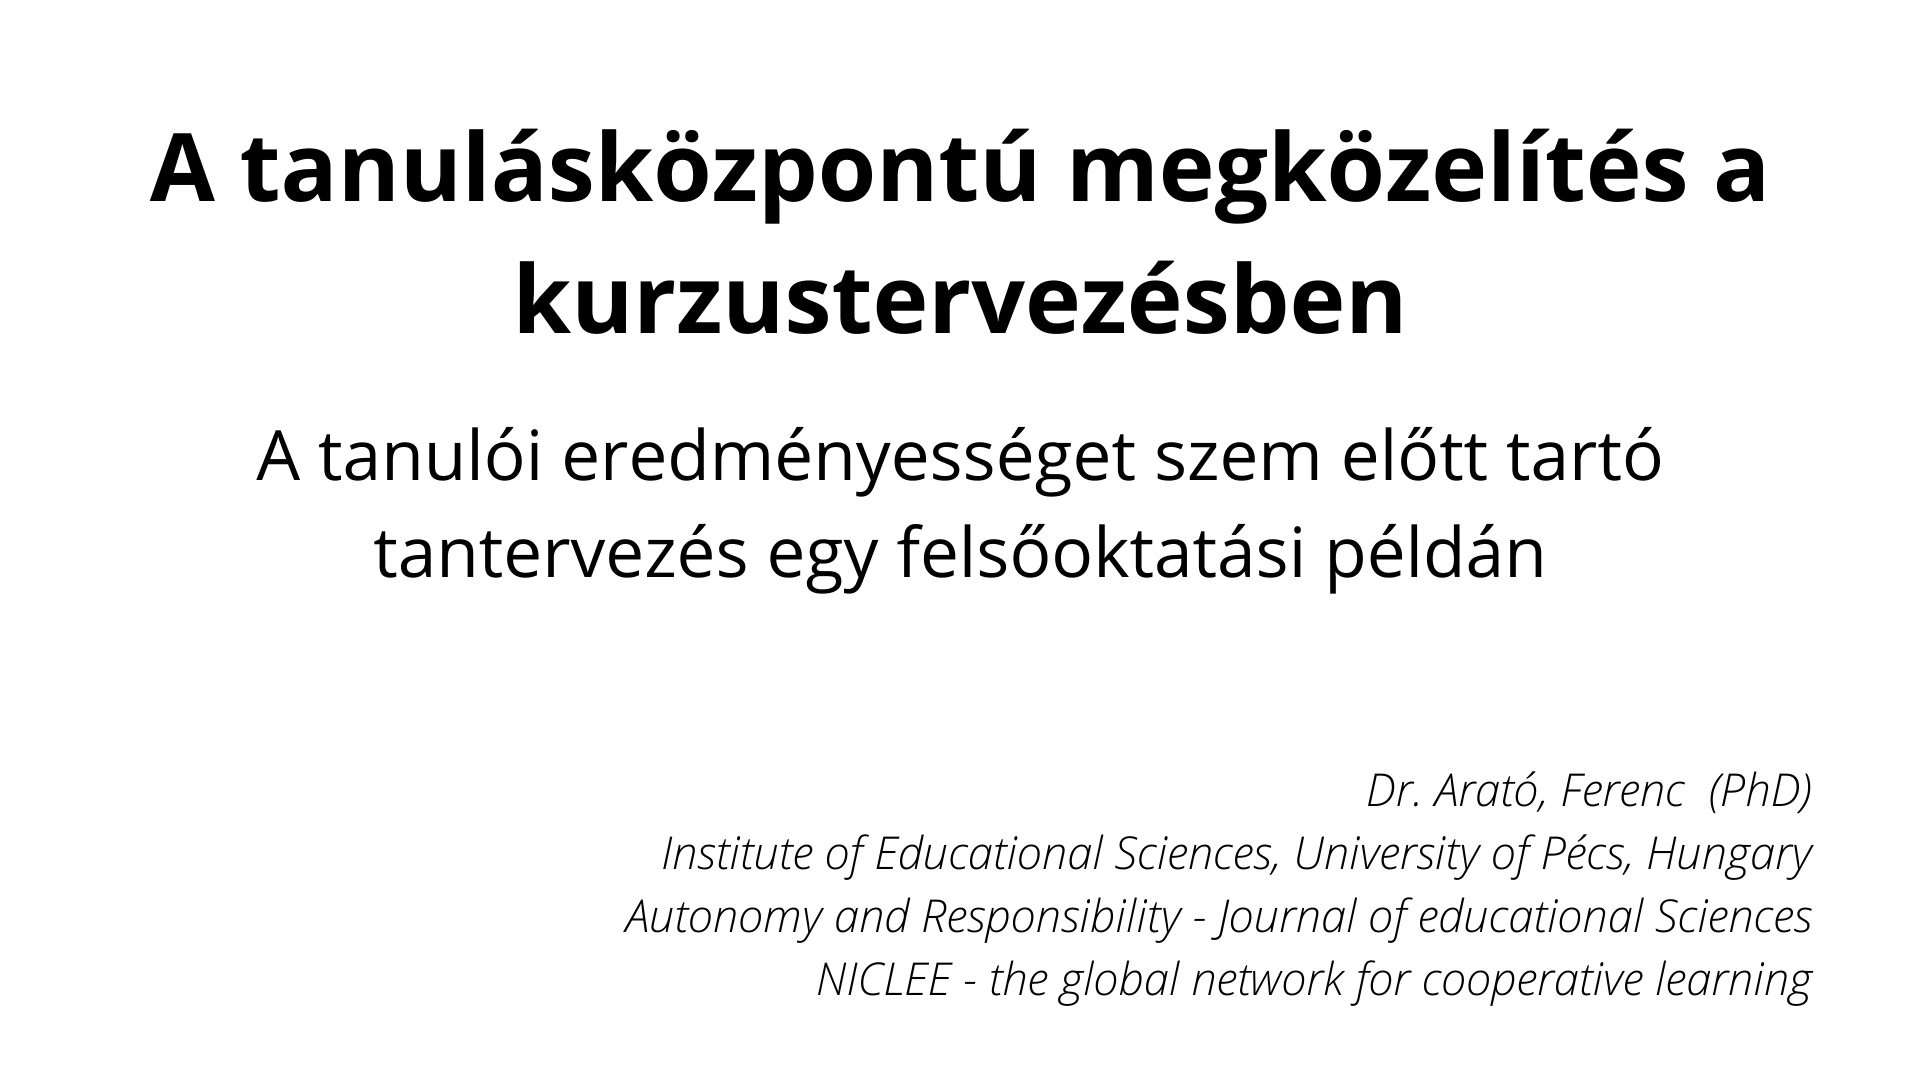 A tanulásközpontú megközelítés a
kurzustervezésben
A tanulói eredményességet szem előtt tartó
tantervezés egy felsőoktatási példán
Dr. Arató, Ferenc  (PhD)
Institute of Educational Sciences, University of Pécs, Hungary
Autonomy and Responsibility - Journal of educational Sciences
NICLEE - the global network for cooperative learning